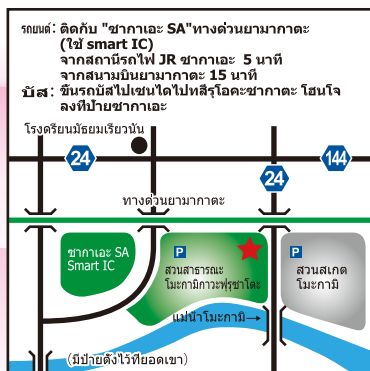 รถยนต์: ติดกับ "ซากาเอะ SA"ทางด่วนยามากาตะ
(ใช้ smart IC)
จากสถานีรถไฟ JR ซากาเอะ 5 นาที
จากสนามบินยามากาตะ 15 นาที
บัส: ขึ้นรถบัสไปเซนไดไปทสึรุโอคะซากาตะ โฮนโจ
ลงที่ป้ายซากาเอะ
โรงเรียนมัธยมเรียวนัน
24
144
24
ทางด่วนยามากาตะ
ซากาเอะ SA
Smart IC
P
สวนสาธารณะ
โมะกามิกาวะฟุรุซาโตะ
P
สวนสเกต
โมะกามิ
แม่น้ำโมะกามิ→
(มีป้ายตั้งไว้ที่ยอดเขา)